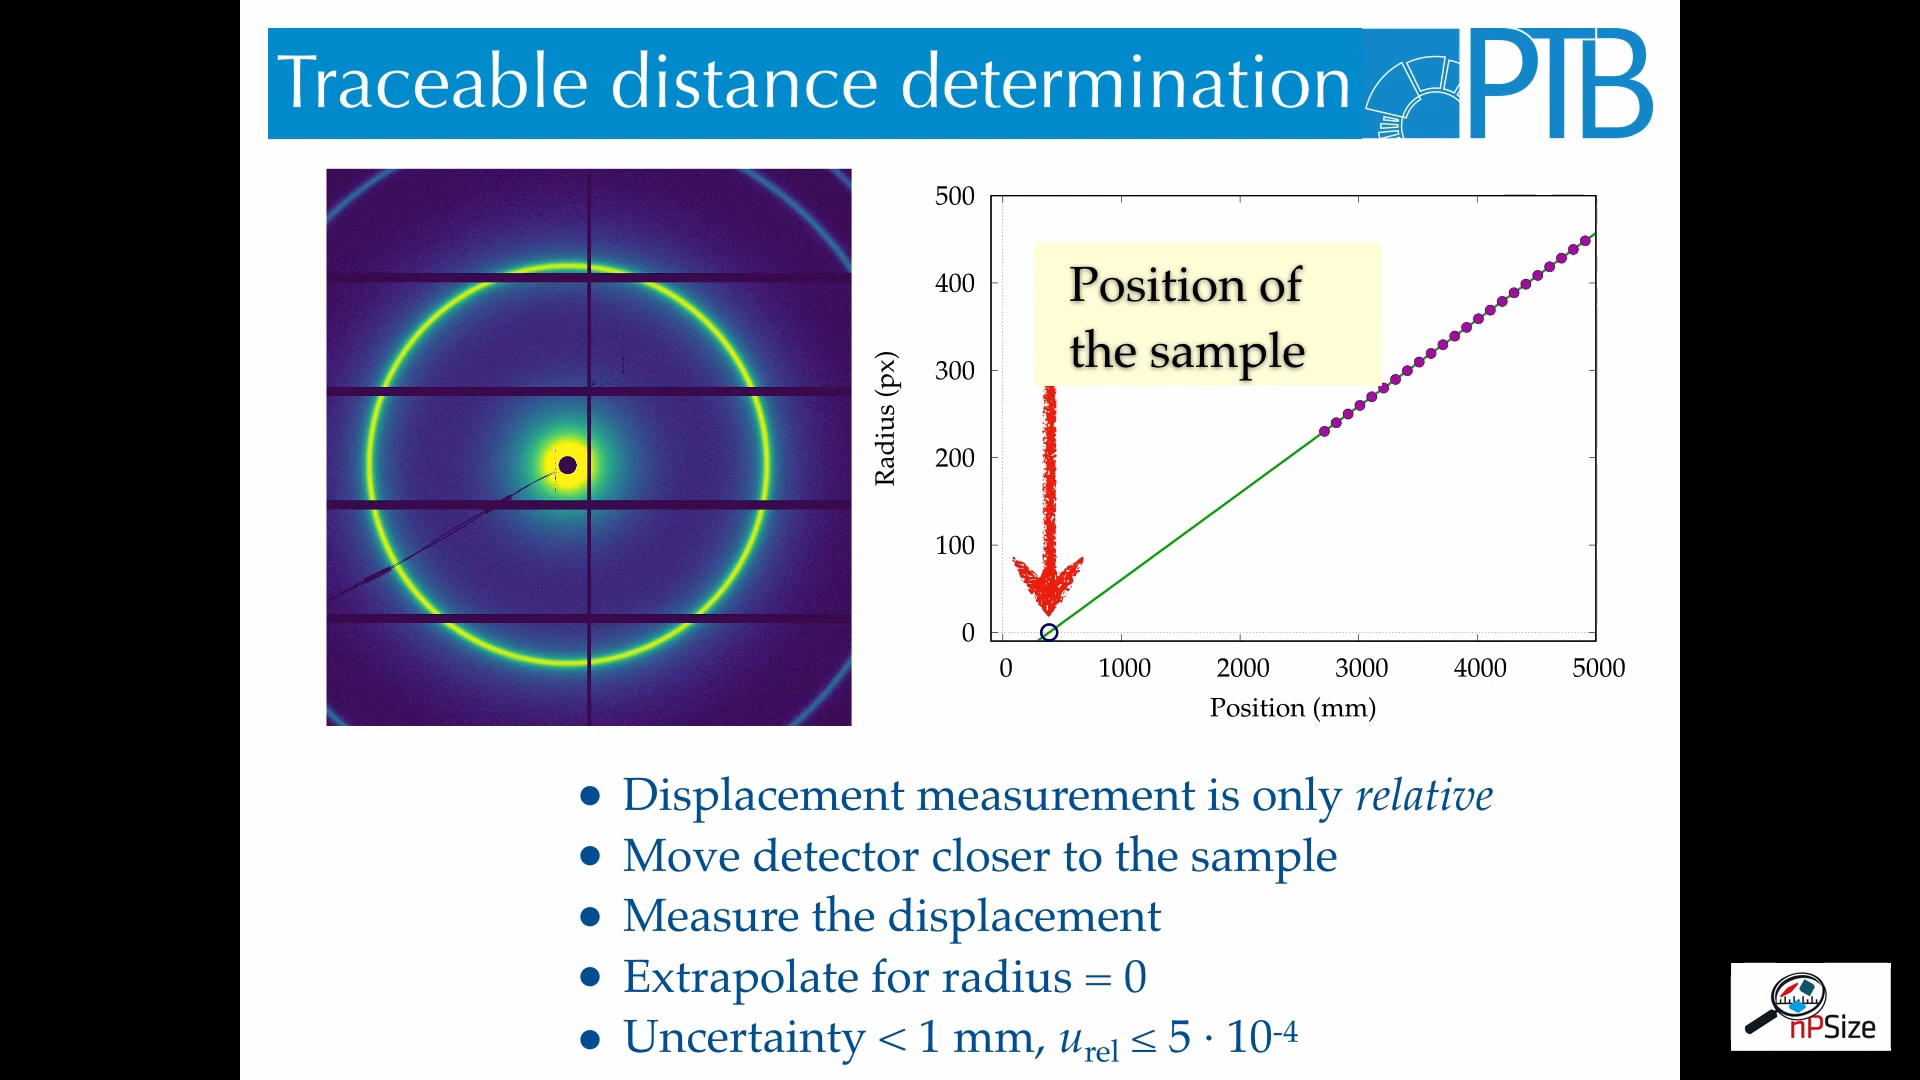 Traceable distance determination
PTB
500
400
300
200
100
0
Radius (px)
Position of
the sample
0 1000 2000 3000 4000 5000
Position (mm)
• Displacement measurement is only relative
• Move detector closer to the sample
• Measure the displacement
• Extrapolate for radius = 0
• Uncertainty < 1 mm, u_rel ≤ 5 · 10^-4
nPSize